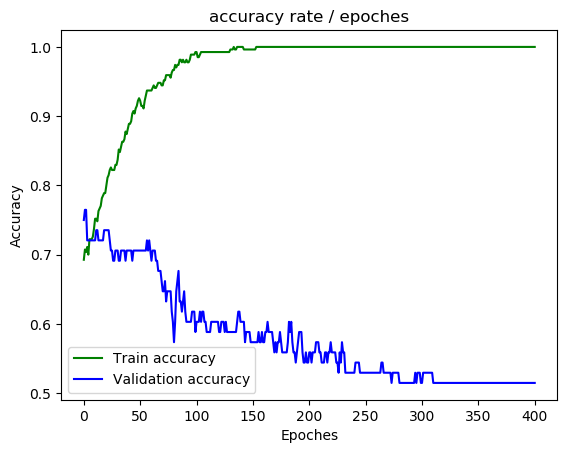 accuracy rate / epoches
1.0
0.9
0.8
0.7
0.6
0.5
Accuracy
Train accuracy
Validation accuracy
0 50 100 150 200 250 300 350 400
Epoches